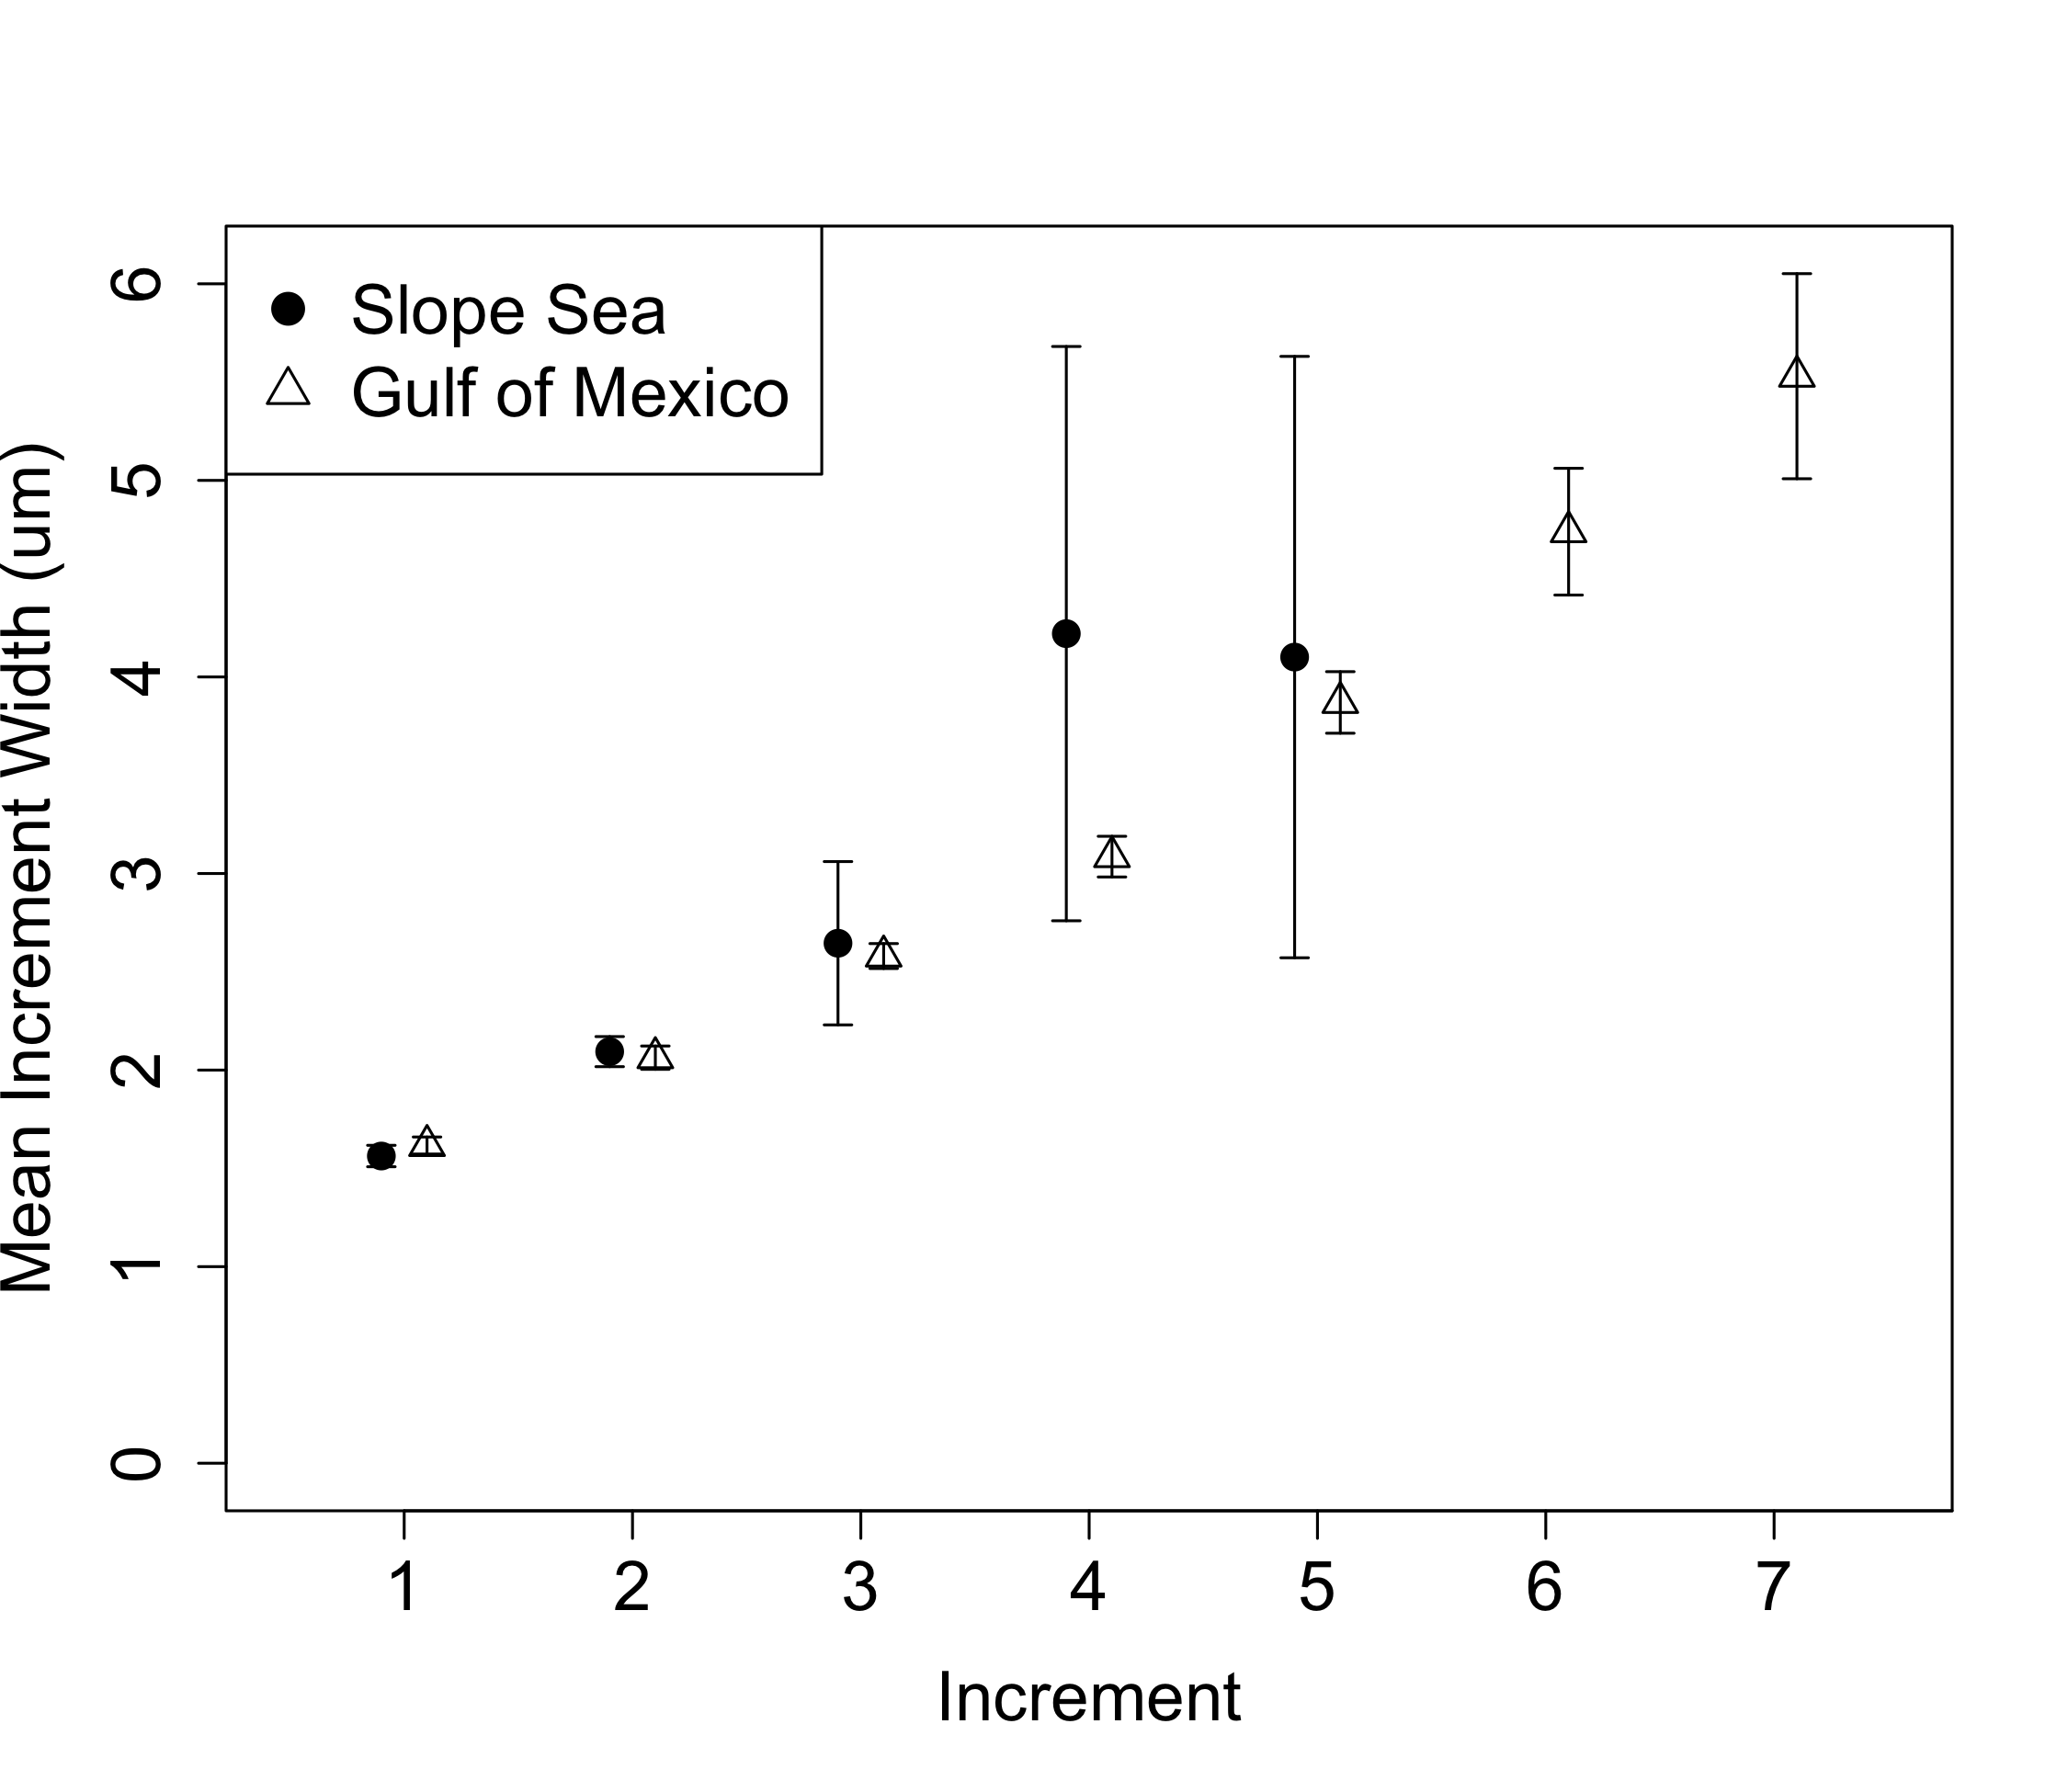 Slope Sea
Gulf of Mexico
Mean Increment Width (um)
6
5
4
3
2
1
0
1 2 3 4 5 6 7
Increment